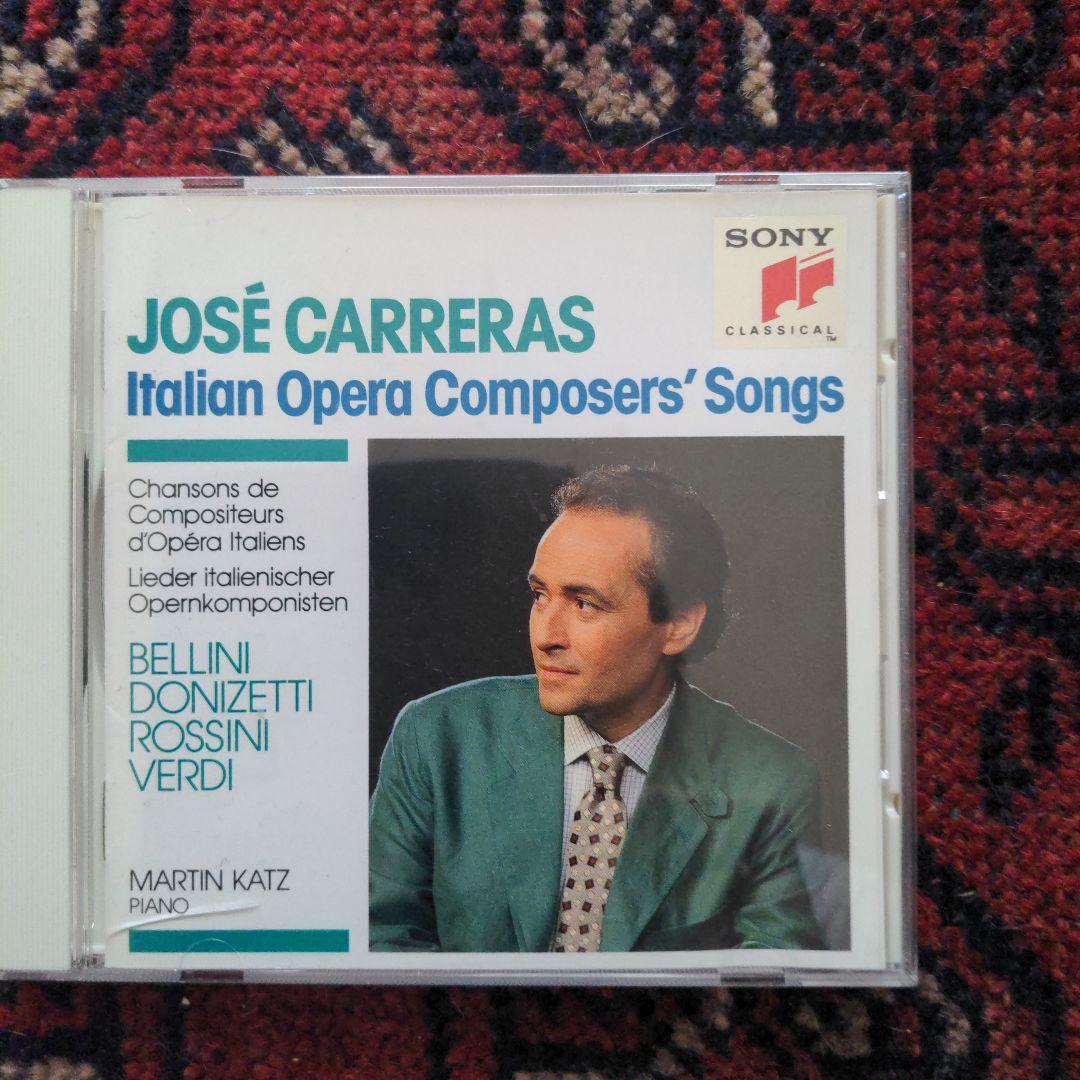 SONY
CLASSICAL™
JOSÉ CARRERAS
Italian Opera Composers' Songs
Chansons de
Compositeurs
d'Opéra Italiens
Lieder italienischer
Opernkomponisten
BELLINI
DONIZETTI
ROSSINI
VERDI
MARTIN KATZ
PIANO